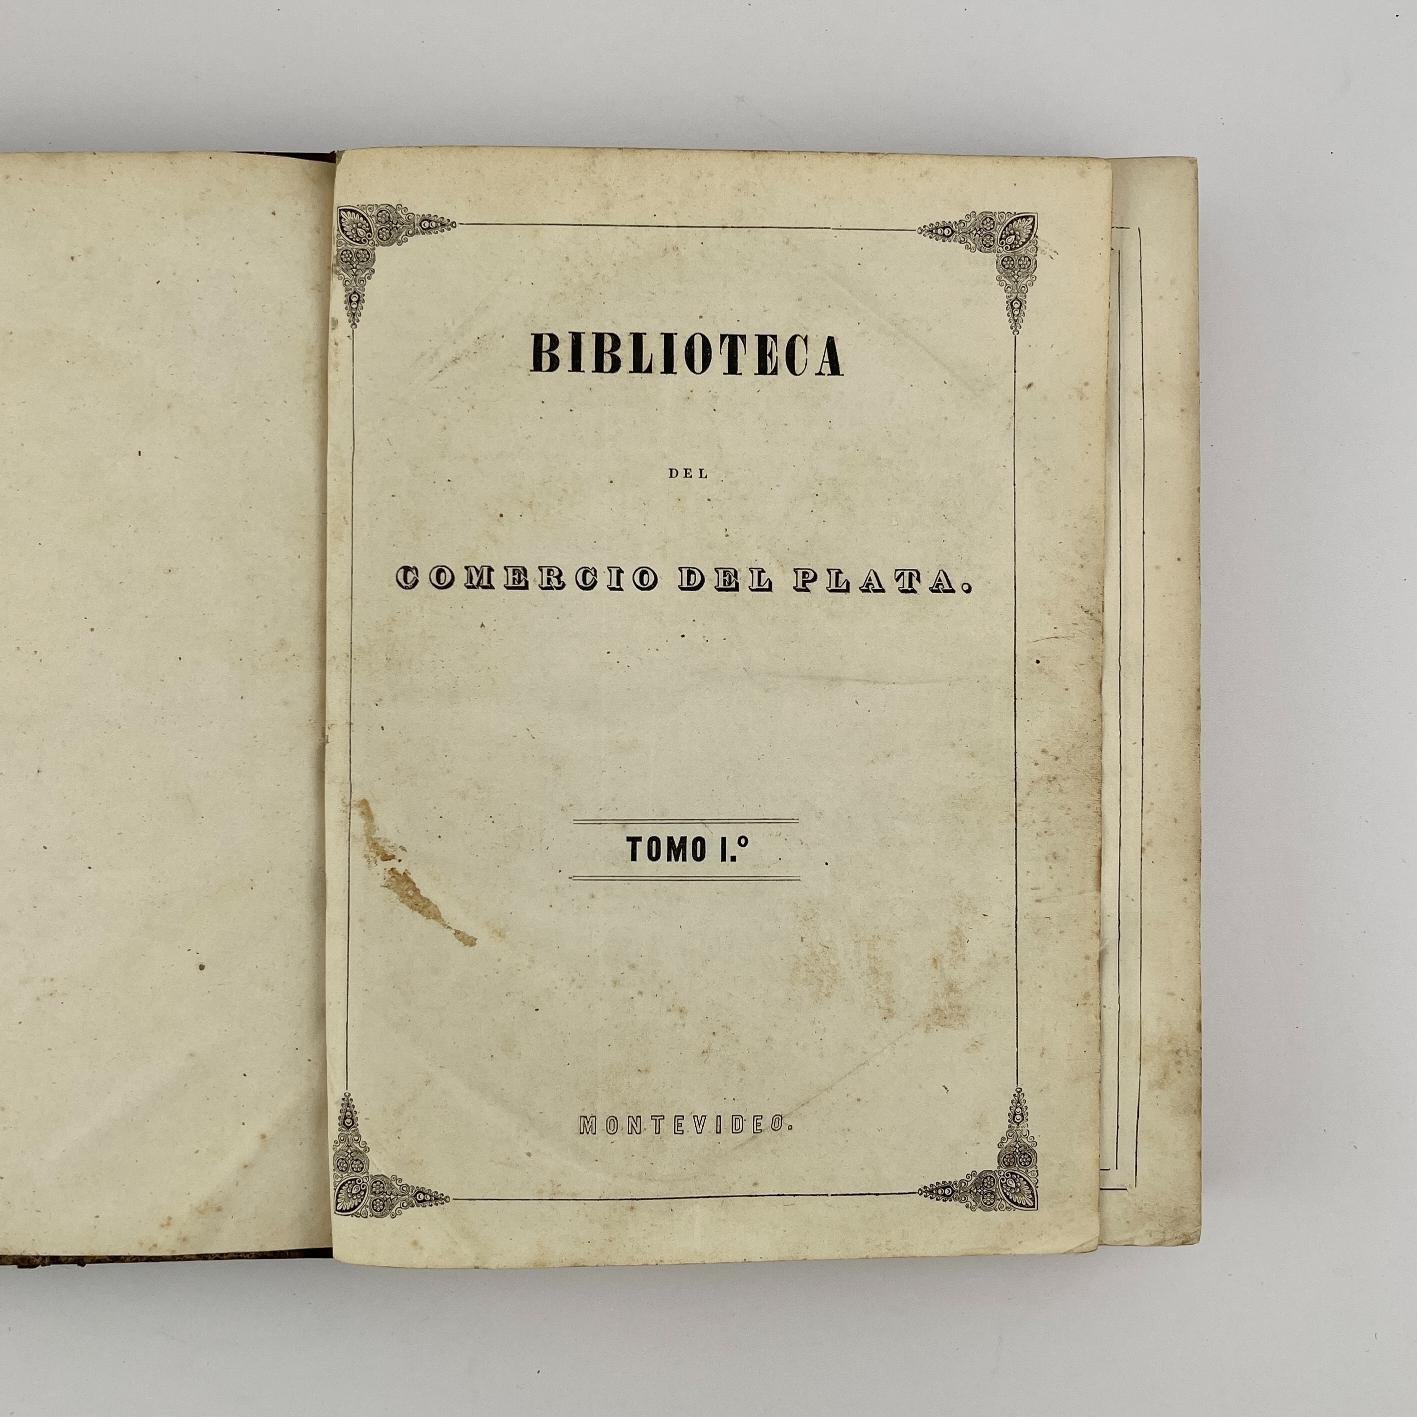 BIBLIOTECA
DEL
COMERCIO DEL PLATA.
TOMO I.º
MONTEVIDEO.